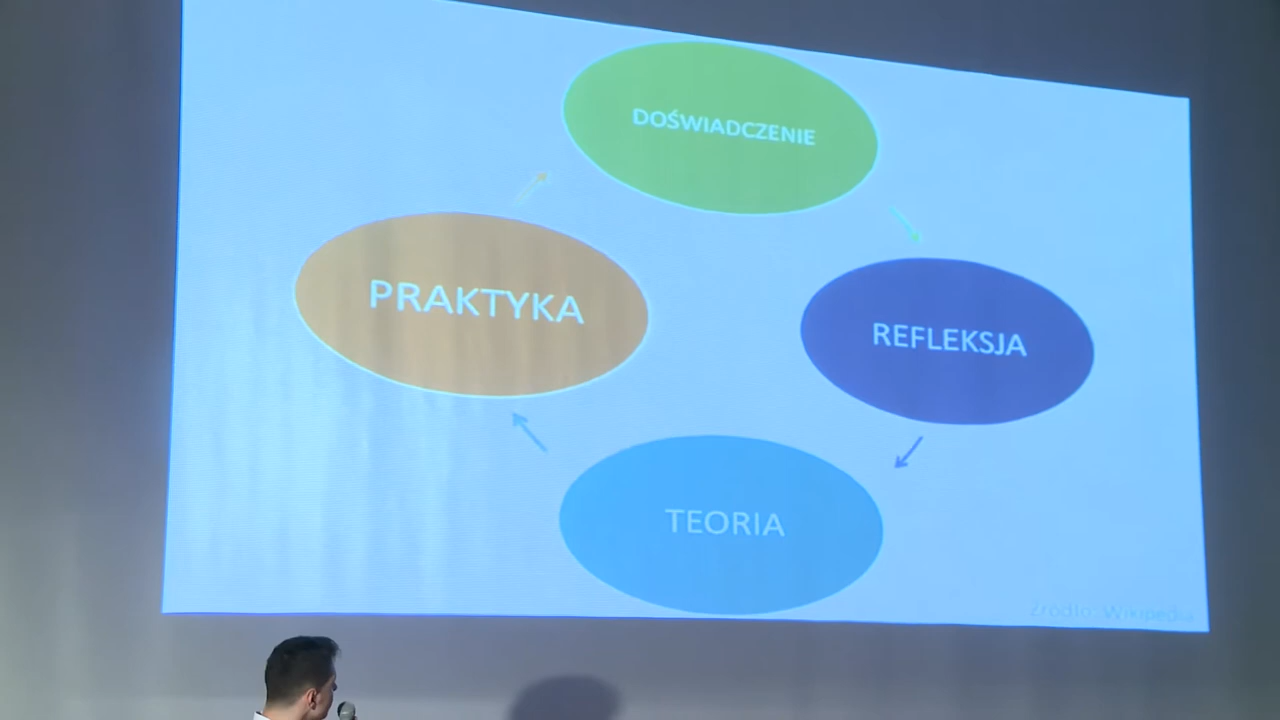 DOŚWIADCZENIE
PRAKTYKA
REFLEKSJA
TEORIA
Źródło: Wikipedia